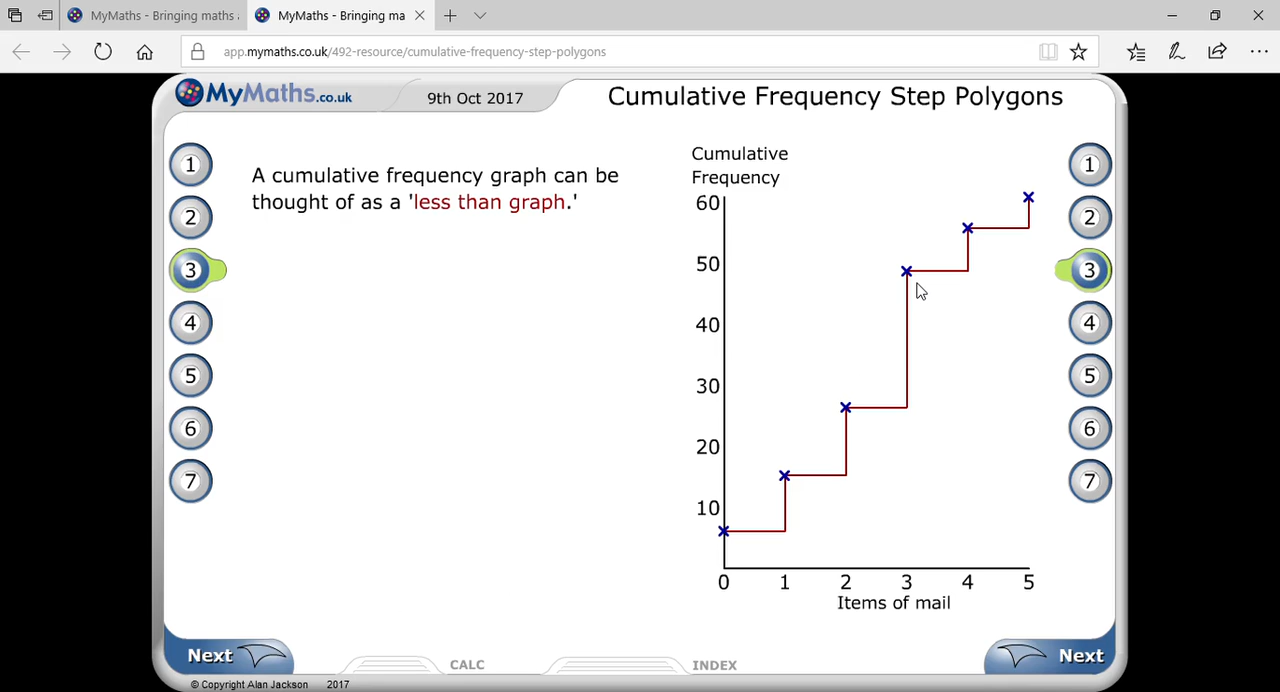 MyMaths - Bringing maths a
MyMaths - Bringing ma
app.mymaths.co.uk/492-resource/cumulative-frequency-step-polygons
MyMaths.co.uk
9th Oct 2017
Cumulative Frequency Step Polygons
1
2
3
4
5
6
7
A cumulative frequency graph can be
thought of as a 'less than graph.'
Cumulative
Frequency
60
50
40
30
20
10
0 1 2 3 4 5
Items of mail
1
2
3
4
5
6
7
Next
CALC
INDEX
Next
© Copyright Alan Jackson 2017